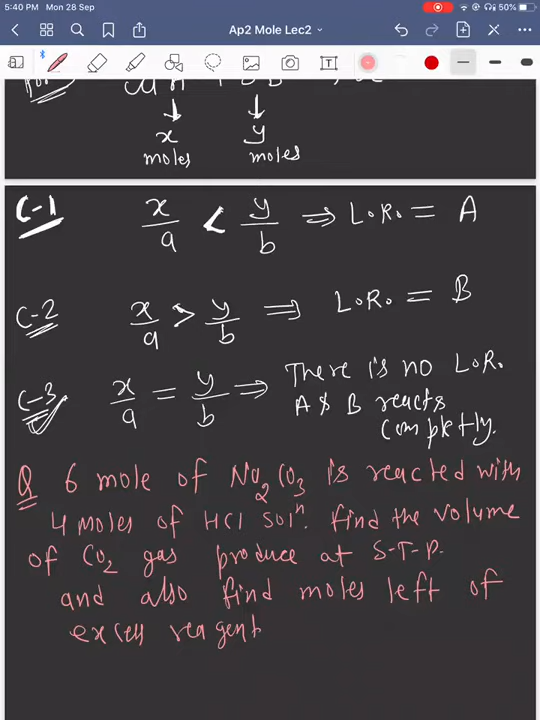 5:40 PM Mon 28 Sep
50%
Ap2 Mole Lec2
x y
moles moles
C-1 x/a < y/b ⇒ L.R. = A
C-2 x/a > y/b ⇒ L.R. = B
C-3 x/a = y/b ⇒ There is no L.R.
A & B reacts
completly.
Q 6 mole of Na2CO3 is reacted with
4 moles of HCl Solⁿ. find the volume
of CO2 gas produce at S.T.P.
and also find moles left of
excess reagent